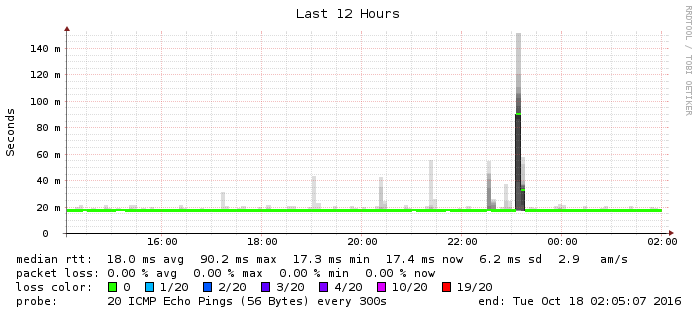 Last 12 Hours
RRDTOOL / TOBI OETIKER
Seconds
140 m
120 m
100 m
80 m
60 m
40 m
20 m
0
16:00 18:00 20:00 22:00 00:00 02:00
median rtt: 18.0 ms avg 90.2 ms max 17.3 ms min 17.4 ms now 6.2 ms sd 2.9 am/s
packet loss: 0.00 % avg 0.00 % max 0.00 % min 0.00 % now
loss color: 0 1/20 2/20 3/20 4/20 10/20 19/20
probe: 20 ICMP Echo Pings (56 Bytes) every 300s end: Tue Oct 18 02:05:07 2016